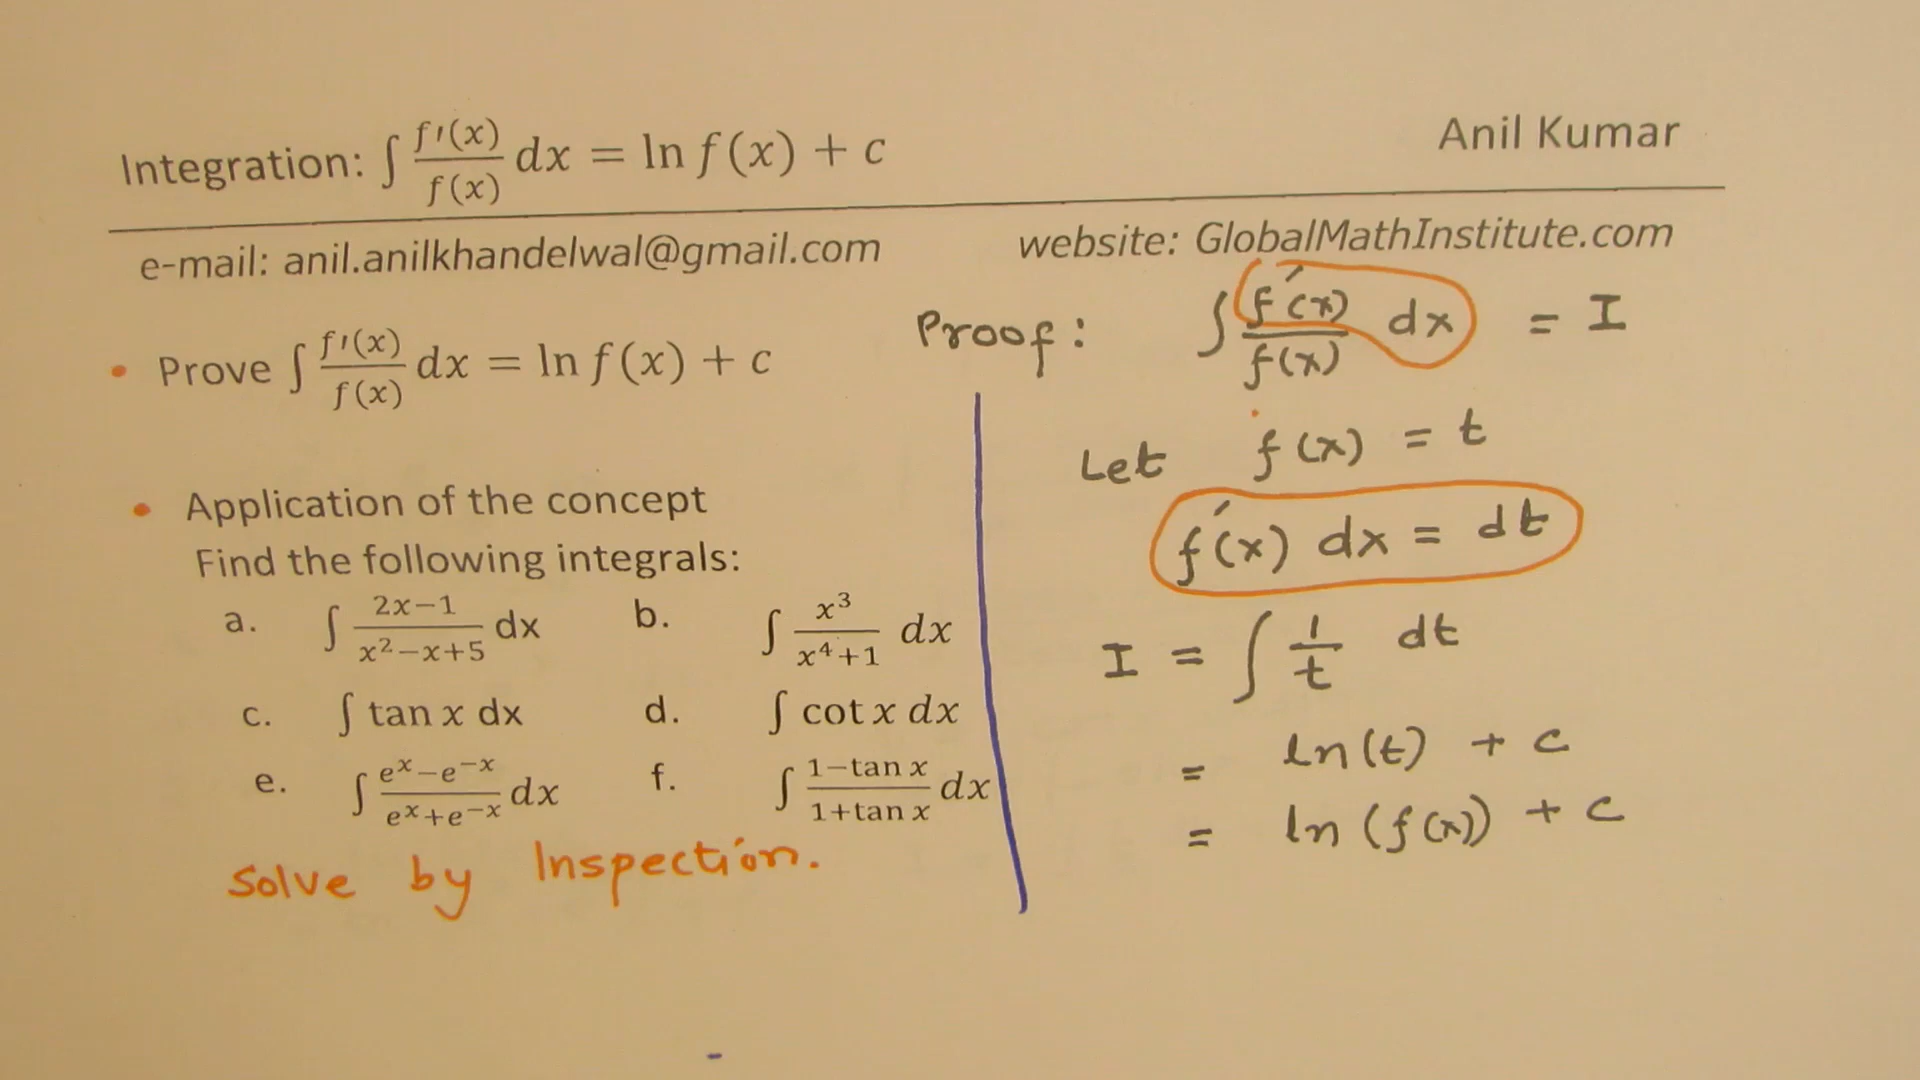 Integration: ∫ f′(x)/f(x) dx = ln f(x) + c
Anil Kumar
e-mail: anil.anilkhandelwal@gmail.com
website: GlobalMathInstitute.com
• Prove ∫ f′(x)/f(x) dx = ln f(x) + c
• Application of the concept
Find the following integrals:
a. ∫ 2x−1/x²−x+5 dx b. ∫ x³/x⁴+1 dx
c. ∫ tan x dx d. ∫ cot x dx
e. ∫ eˣ−e⁻ˣ/eˣ+e⁻ˣ dx f. ∫ 1−tan x/1+tan x dx
Solve by Inspection.
Proof: ∫ f′(x)/f(x) dx = I
Let f(x) = t
f′(x) dx = dt
I = ∫ 1/t dt
= ln(t) + c
= ln (f(x)) + c